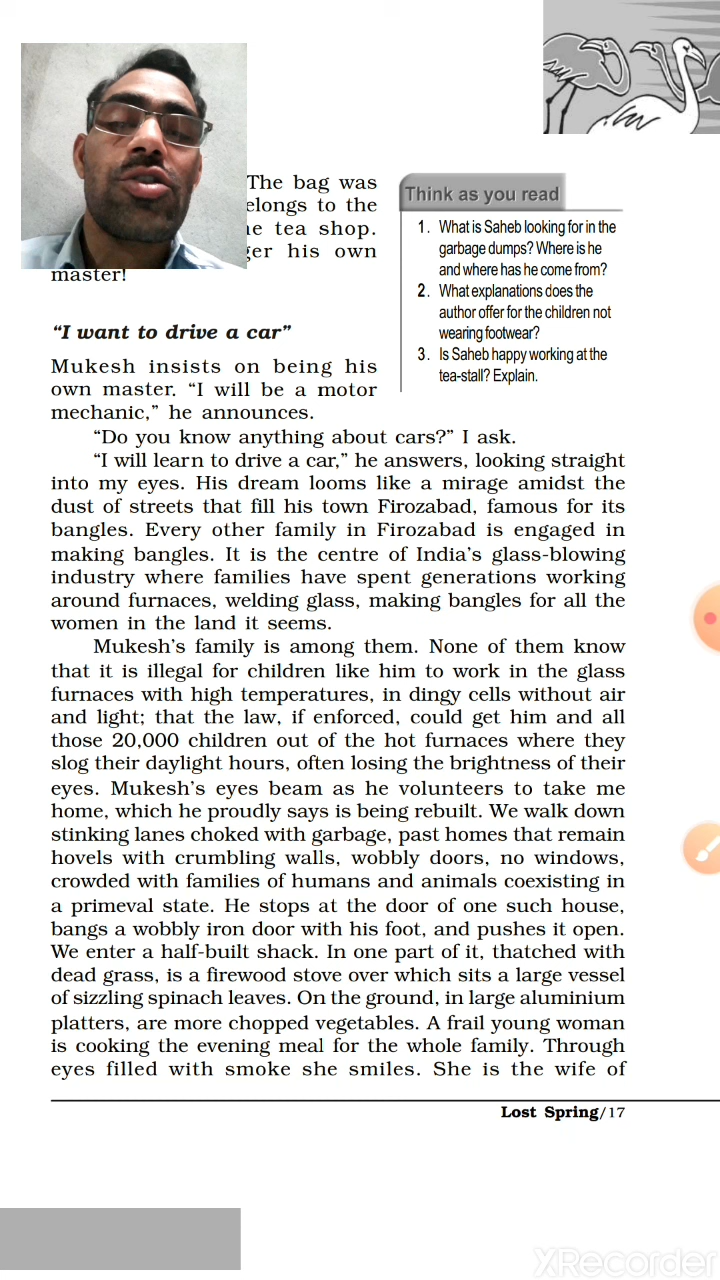 The bag was
elongs to the
e tea shop.
ger his own
master!
Think as you read
1. What is Saheb looking for in the
garbage dumps? Where is he
and where has he come from?
2. What explanations does the
author offer for the children not
wearing footwear?
3. Is Saheb happy working at the
tea-stall? Explain.
“I want to drive a car”
Mukesh insists on being his
own master. “I will be a motor
mechanic,” he announces.
“Do you know anything about cars?” I ask.
“I will learn to drive a car,” he answers, looking straight
into my eyes. His dream looms like a mirage amidst the
dust of streets that fill his town Firozabad, famous for its
bangles. Every other family in Firozabad is engaged in
making bangles. It is the centre of India’s glass-blowing
industry where families have spent generations working
around furnaces, welding glass, making bangles for all the
women in the land it seems.
Mukesh’s family is among them. None of them know
that it is illegal for children like him to work in the glass
furnaces with high temperatures, in dingy cells without air
and light; that the law, if enforced, could get him and all
those 20,000 children out of the hot furnaces where they
slog their daylight hours, often losing the brightness of their
eyes. Mukesh’s eyes beam as he volunteers to take me
home, which he proudly says is being rebuilt. We walk down
stinking lanes choked with garbage, past homes that remain
hovels with crumbling walls, wobbly doors, no windows,
crowded with families of humans and animals coexisting in
a primeval state. He stops at the door of one such house,
bangs a wobbly iron door with his foot, and pushes it open.
We enter a half-built shack. In one part of it, thatched with
dead grass, is a firewood stove over which sits a large vessel
of sizzling spinach leaves. On the ground, in large aluminium
platters, are more chopped vegetables. A frail young woman
is cooking the evening meal for the whole family. Through
eyes filled with smoke she smiles. She is the wife of
Lost Spring/17
XRecorder